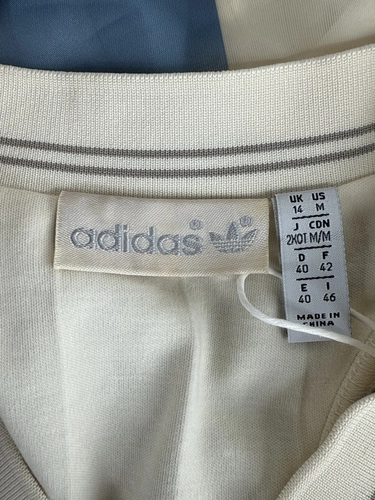 adidas® ®
UK US
14 M
J CDN
2XOT M/M
D F
40 42
E I
40 46
MADE IN
CHINA